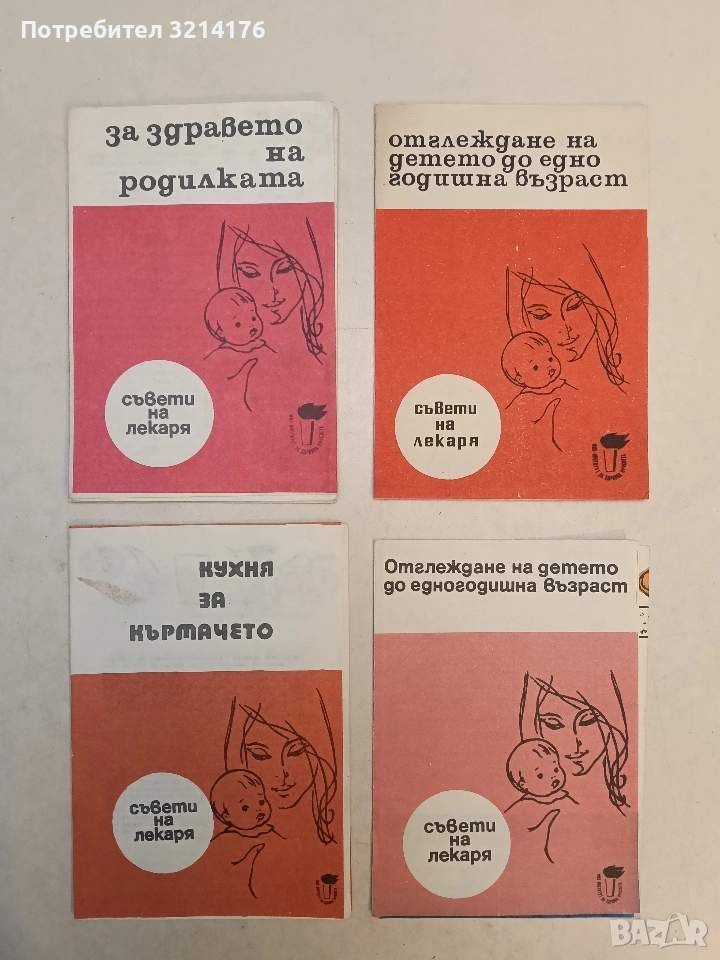 Потребител 3214176
за здравето
на
родилката
съвети
на
лекаря
отглеждане на
детето до едно
годишна възраст
съвети
на
лекаря
КУХНЯ
ЗА
КЪРМАЧЕТО
съвети
на
лекаря
Отглеждане на детето
до едногодишна възраст
съвети
на
лекаря
BAZAR